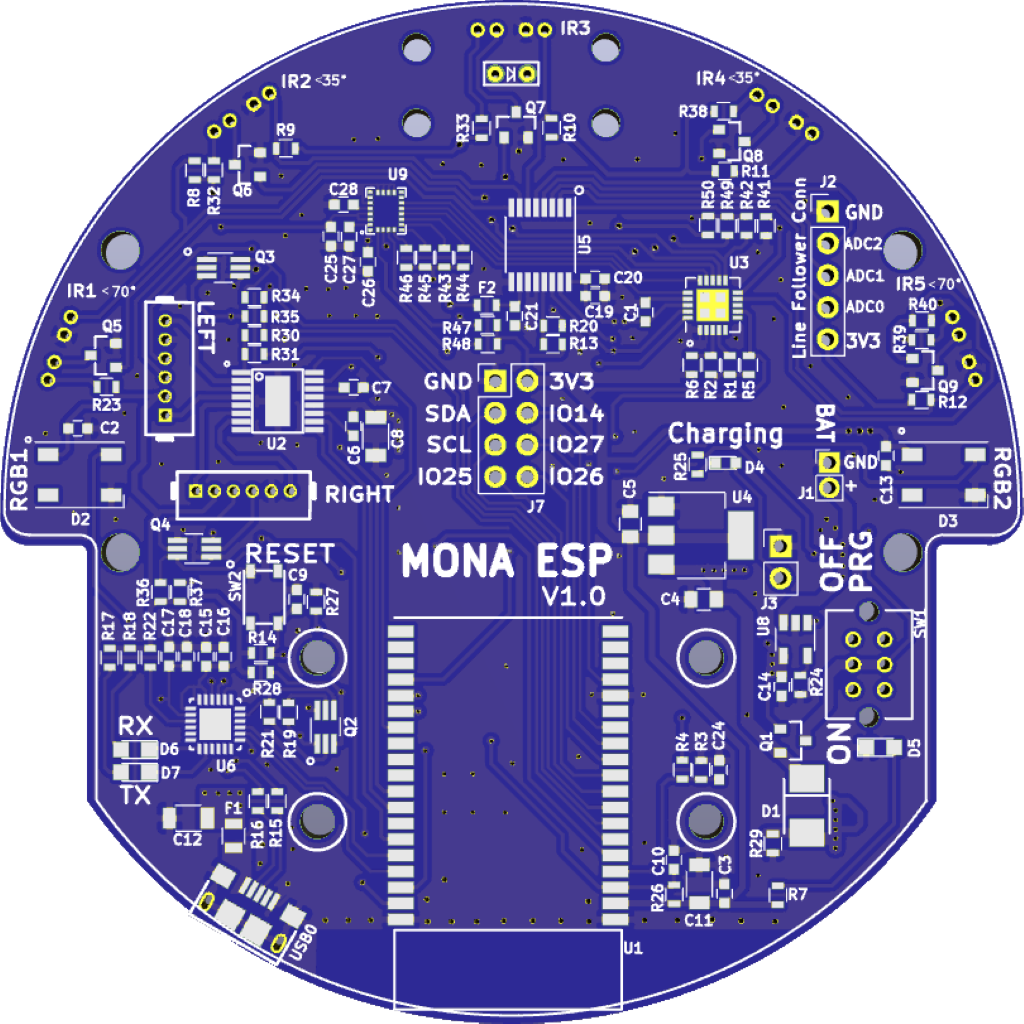 IR3
IR2 <35°
IR4 <35°
R38
R9
R33
Q7
R10
Q8
R11
R8
R32
Q6
C28
U9
R50
R49
R42
R41
J2
GND
ADC2
ADC1
ADC0
3V3
Line Follower Conn
U5
U3
Q3
C25
C27
C26
R46
R45
R43
R44
F2
C20
C19
C21
C1
IR1 <70°
IR5 <70°
R40
R39
Q5
LEFT
R34
R35
R30
R31
R47
R48
R20
R13
R6
R2
R1
R5
Q9
R12
R23
C2
U2
C7
C6
C8
GND
3V3
SDA
IO14
SCL
IO27
IO25
IO26
J7
Charging
R25
D4
BAT
GND
+
J1
C13
RGB1
D2
RGB2
D3
RIGHT
Q4
C5
U4
RESET
MONA ESP
V1.0
OFF
PRG
SW2
C9
R27
R36
R37
C4
J3
U8
SW1
R17
R18
R22
C17
C18
C15
C16
R14
R28
C14
R24
RX
D6
D7
TX
U6
R21
R19
Q2
R4
R3
C24
Q1
ON
D5
C12
F1
R16
R15
D1
R29
C10
R26
C3
C11
R7
USB0
U1